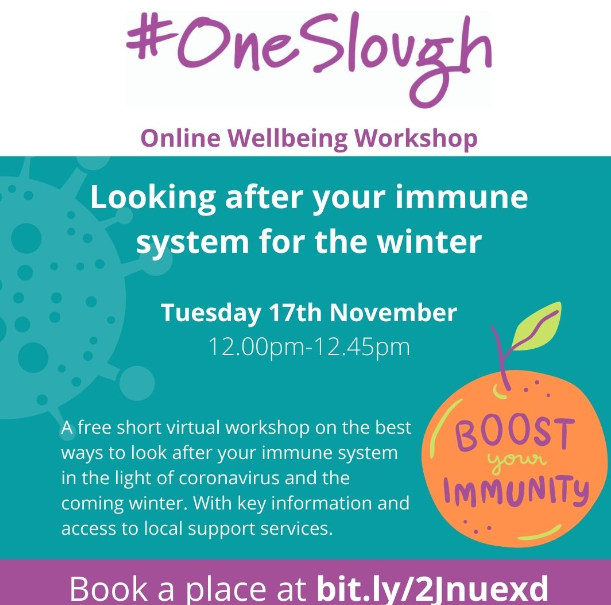 #OneSlough
Online Wellbeing Workshop
Looking after your immune
system for the winter
Tuesday 17th November
12.00pm-12.45pm
A free short virtual workshop on the best
ways to look after your immune system
in the light of coronavirus and the
coming winter. With key information and
access to local support services.
BOOST
your
IMMUNITY
Book a place at bit.ly/2Jnuexd